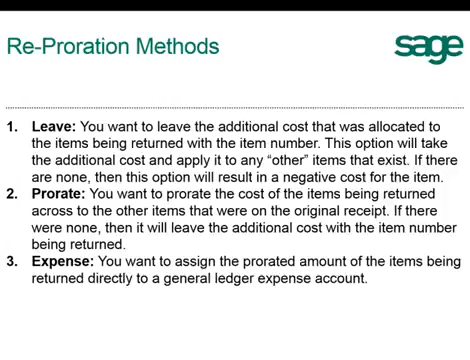 Re-Proration Methods
sage
1. Leave: You want to leave the additional cost that was allocated to
the items being returned with the item number. This option will take
the additional cost and apply it to any “other” items that exist. If there
are none, then this option will result in a negative cost for the item.
2. Prorate: You want to prorate the cost of the items being returned
across to the other items that were on the original receipt. If there
were none, then it will leave the additional cost with the item number
being returned.
3. Expense: You want to assign the prorated amount of the items being
returned directly to a general ledger expense account.